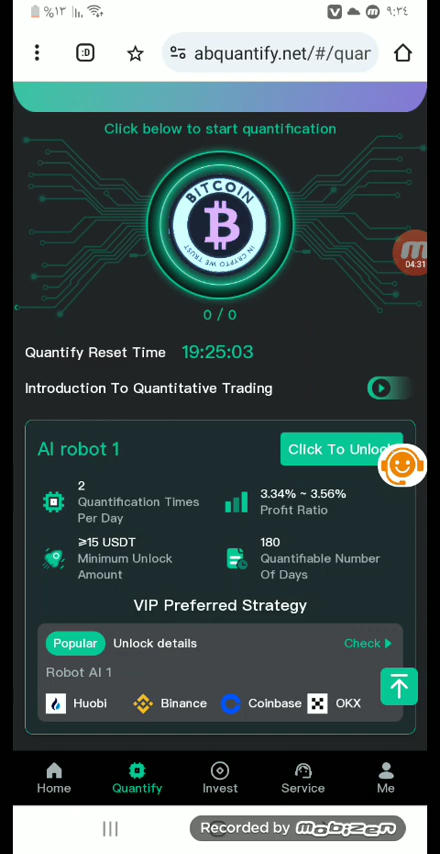 %١٣
٩:٣٤
:D
abquantify.net/#/quar
Click below to start quantification
BITCOIN
IN CRYPTO WE TRUST
04:31
0 / 0
Quantify Reset Time 19:25:03
Introduction To Quantitative Trading
AI robot 1
Click To Unlock
2
Quantification Times
Per Day
3.34% ~ 3.56%
Profit Ratio
≥15 USDT
Minimum Unlock
Amount
180
Quantifiable Number
Of Days
VIP Preferred Strategy
Popular Unlock details Check
Robot AI 1
Huobi Binance Coinbase OKX
Home Quantify Invest Service Me
Recorded by mobizen